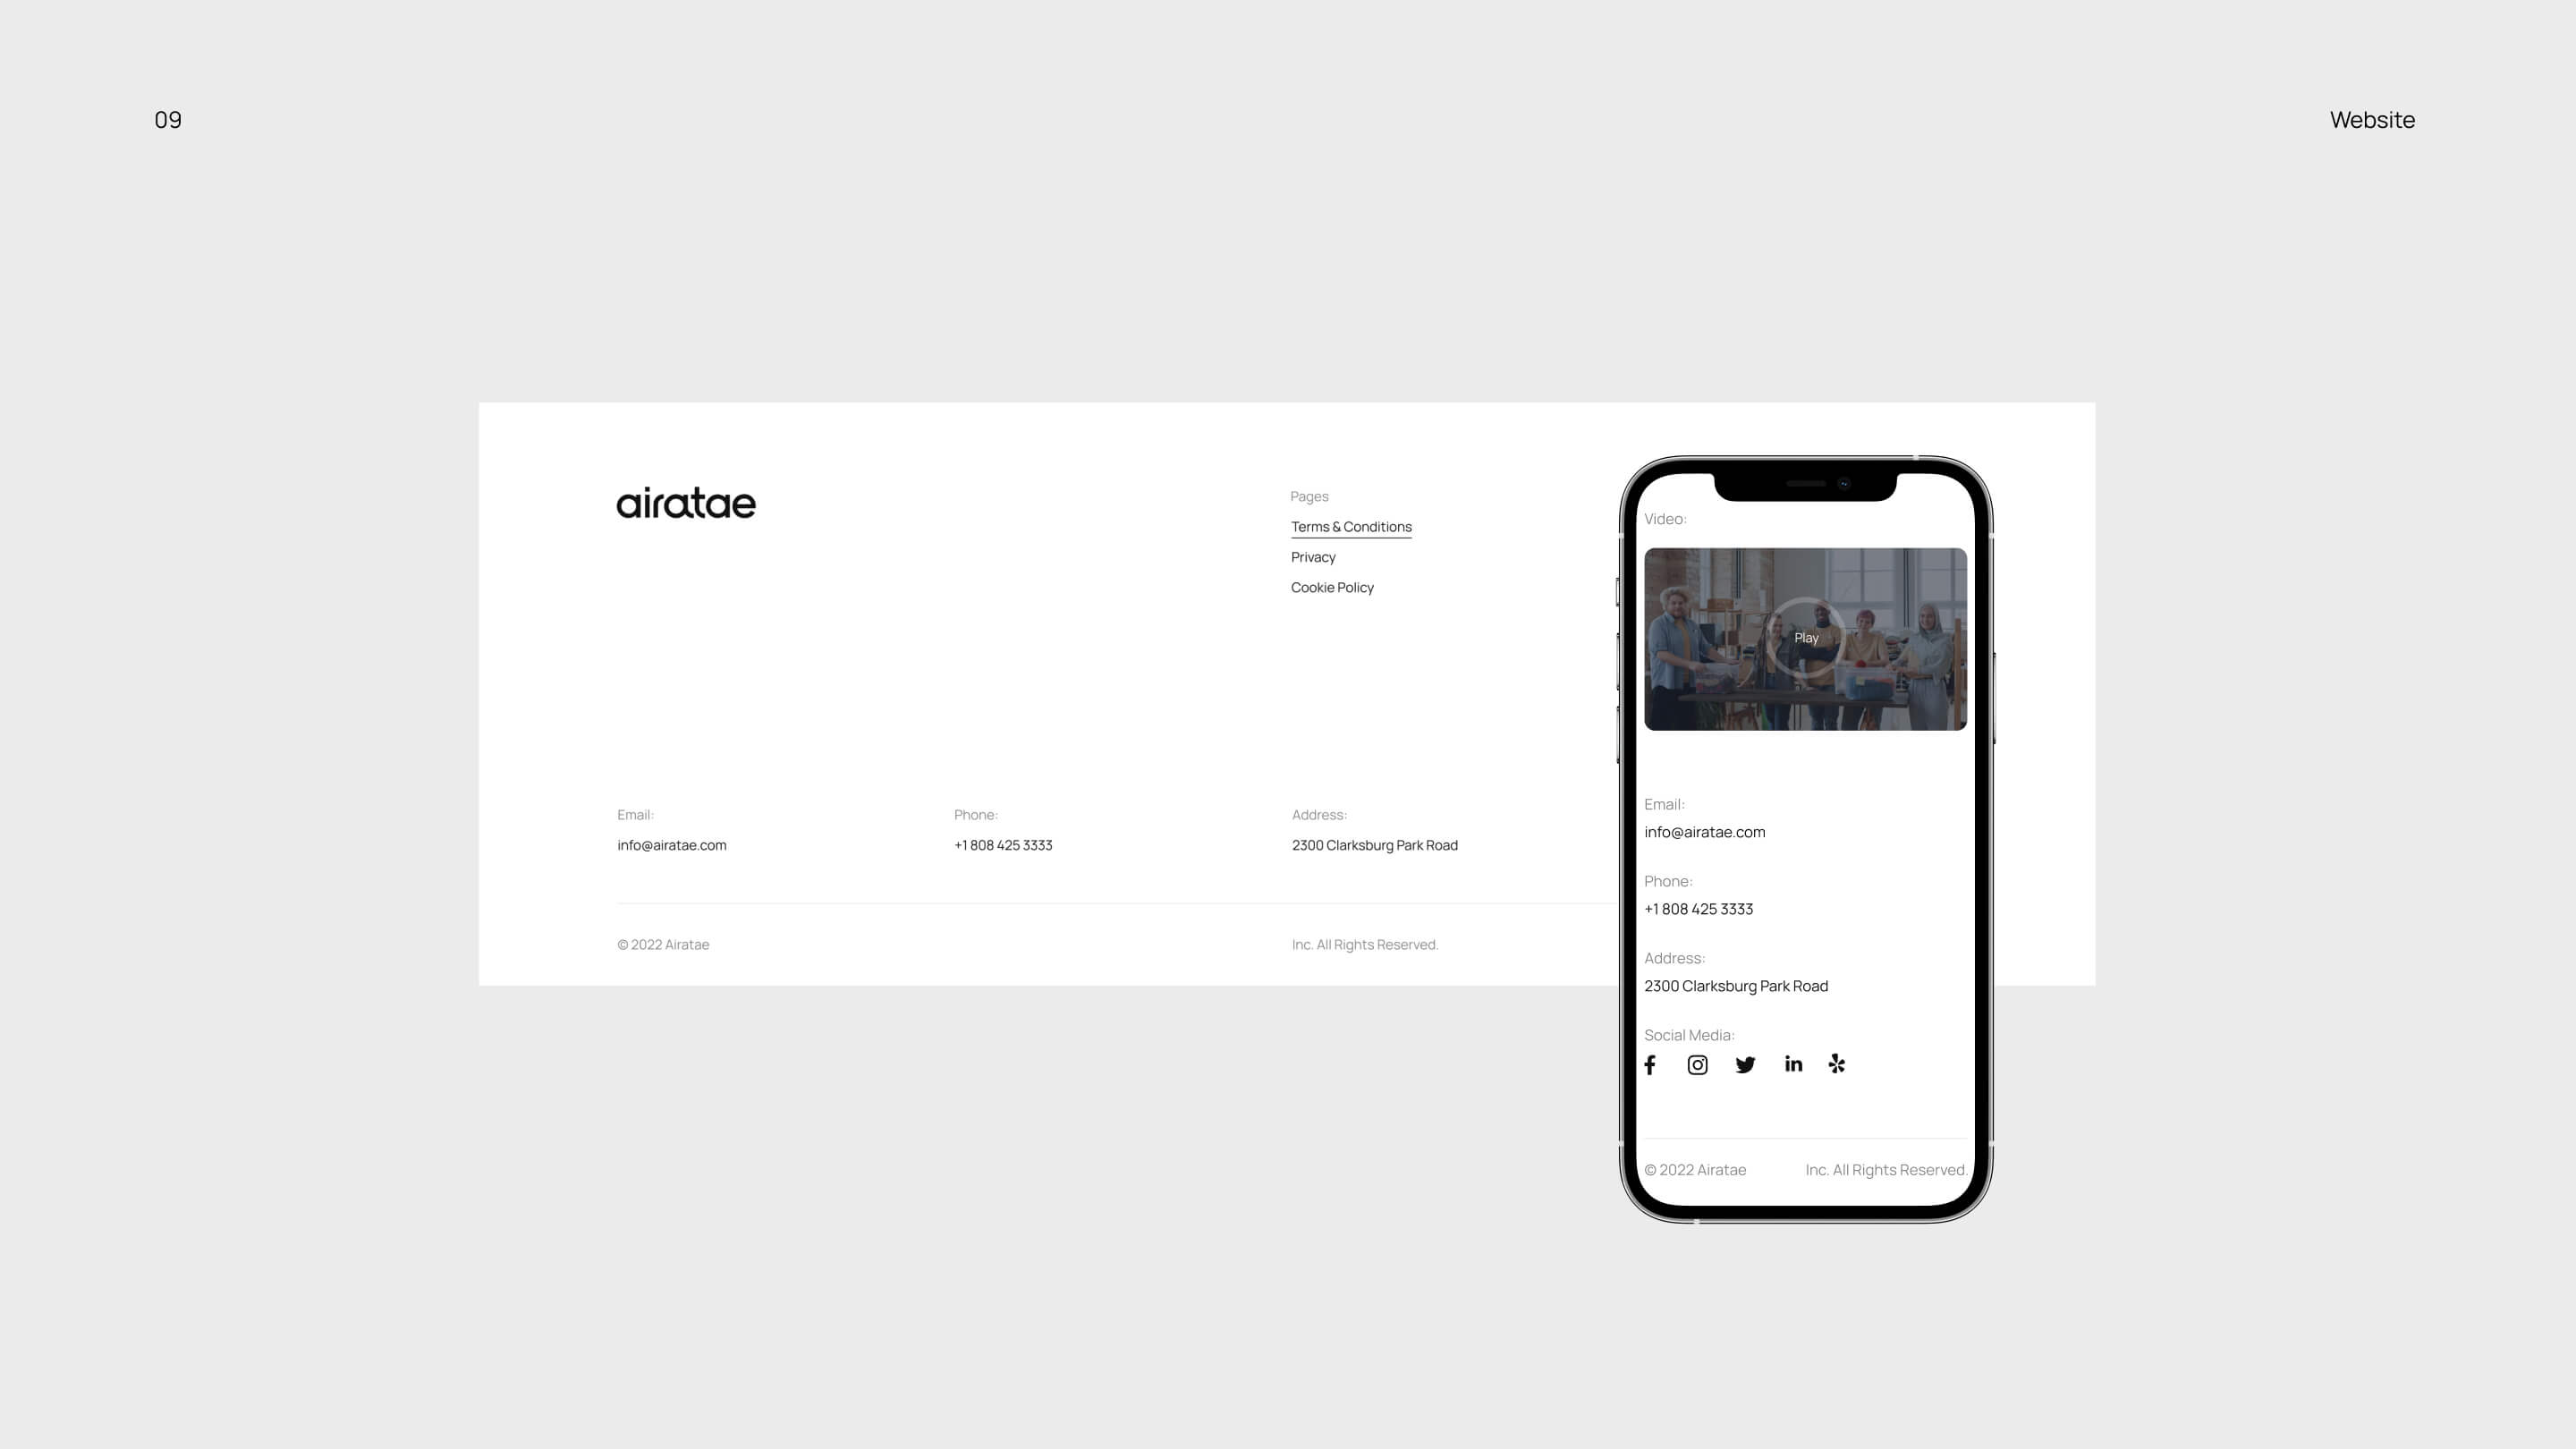 09
Website
airatae
Pages
Terms & Conditions
Privacy
Cookie Policy
Email:
info@airatae.com
Phone:
+1 808 425 3333
Address:
2300 Clarksburg Park Road
© 2022 Airatae
Inc. All Rights Reserved.
Video:
Play
Email:
info@airatae.com
Phone:
+1 808 425 3333
Address:
2300 Clarksburg Park Road
Social Media:
© 2022 Airatae
Inc. All Rights Reserved.